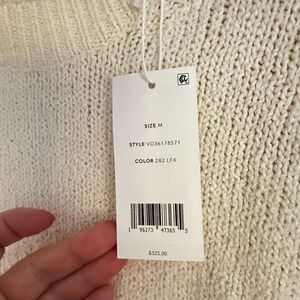 SIZE M
STYLE VO36178571
COLOR 282 LFX
3 96273 47365 5
$325.00